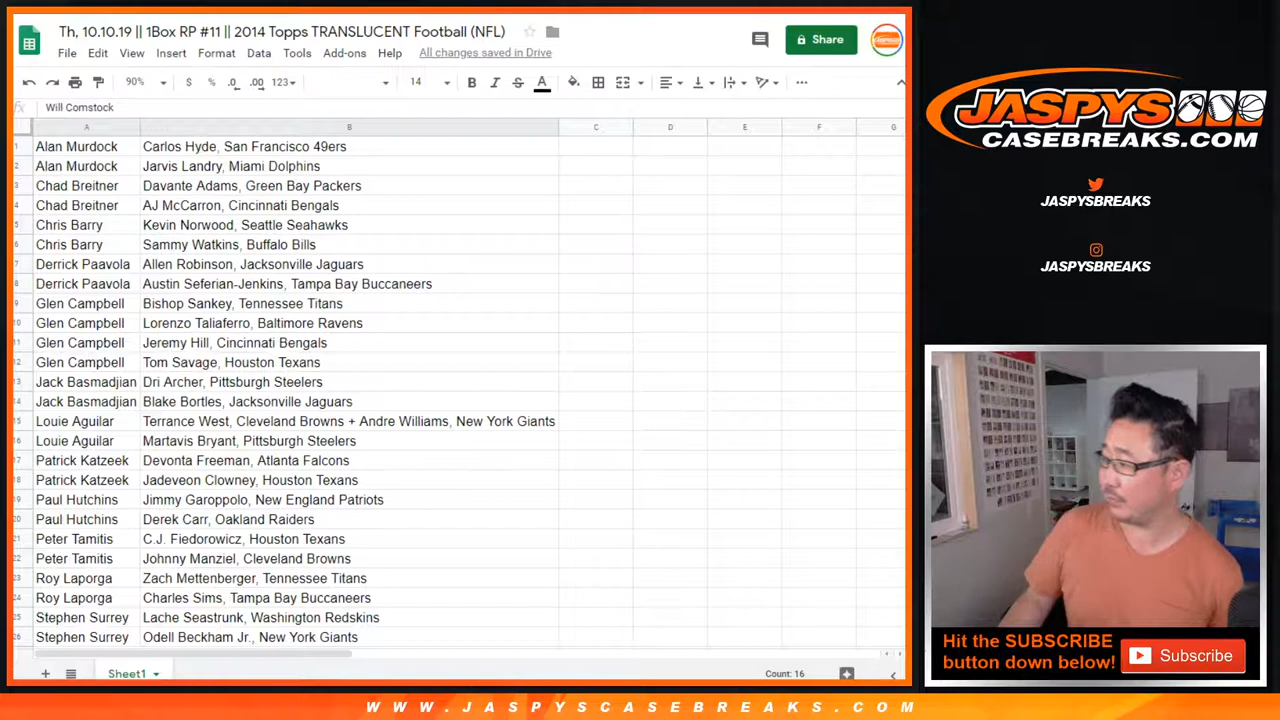 Th, 10.10.19 || 1Box RP #11 || 2014 Topps TRANSLUCENT Football (NFL)
File Edit View Insert Format Data Tools Add-ons Help All changes saved in Drive
Share
90% $ % .0 .00 123 14 B I S A
fx Will Comstock
A B C D E F G
1 Alan Murdock Carlos Hyde, San Francisco 49ers
2 Alan Murdock Jarvis Landry, Miami Dolphins
3 Chad Breitner Davante Adams, Green Bay Packers
4 Chad Breitner AJ McCarron, Cincinnati Bengals
5 Chris Barry Kevin Norwood, Seattle Seahawks
6 Chris Barry Sammy Watkins, Buffalo Bills
7 Derrick Paavola Allen Robinson, Jacksonville Jaguars
8 Derrick Paavola Austin Seferian-Jenkins, Tampa Bay Buccaneers
9 Glen Campbell Bishop Sankey, Tennessee Titans
10 Glen Campbell Lorenzo Taliaferro, Baltimore Ravens
11 Glen Campbell Jeremy Hill, Cincinnati Bengals
12 Glen Campbell Tom Savage, Houston Texans
13 Jack Basmadjian Dri Archer, Pittsburgh Steelers
14 Jack Basmadjian Blake Bortles, Jacksonville Jaguars
15 Louie Aguilar Terrance West, Cleveland Browns + Andre Williams, New York Giants
16 Louie Aguilar Martavis Bryant, Pittsburgh Steelers
17 Patrick Katzeek Devonta Freeman, Atlanta Falcons
18 Patrick Katzeek Jadeveon Clowney, Houston Texans
19 Paul Hutchins Jimmy Garoppolo, New England Patriots
20 Paul Hutchins Derek Carr, Oakland Raiders
21 Peter Tamitis C.J. Fiedorowicz, Houston Texans
22 Peter Tamitis Johnny Manziel, Cleveland Browns
23 Roy Laporga Zach Mettenberger, Tennessee Titans
24 Roy Laporga Charles Sims, Tampa Bay Buccaneers
25 Stephen Surrey Lache Seastrunk, Washington Redskins
26 Stephen Surrey Odell Beckham Jr., New York Giants
Sheet1
Count: 16
JASPYS
CASEBREAKS.COM
JASPYSBREAKS
JASPYSBREAKS
Hit the SUBSCRIBE
button down below!
Subscribe
WWW.JASPYSCASEBREAKS.COM